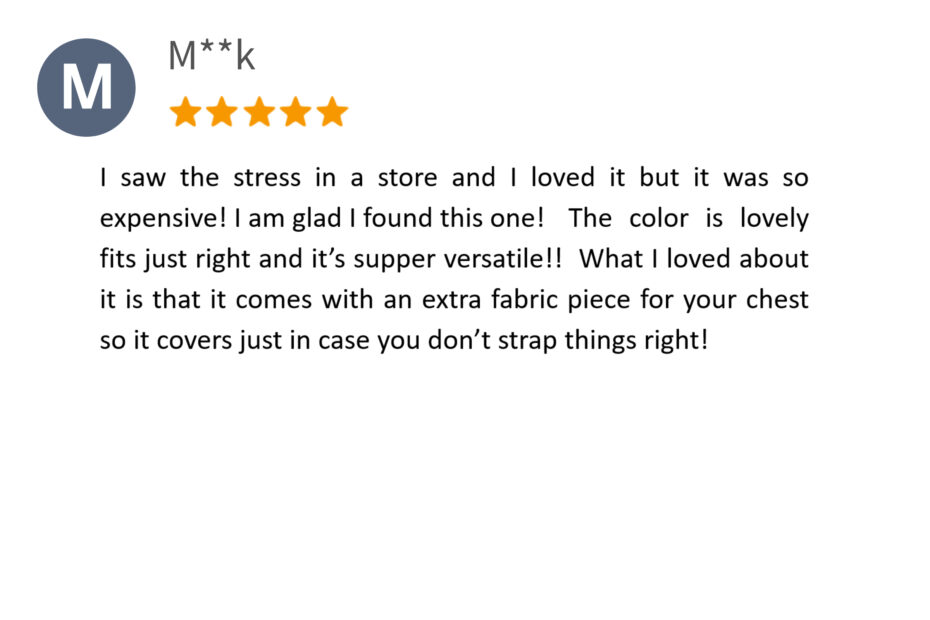 M
M**k
I saw the stress in a store and I loved it but it was so
expensive! I am glad I found this one! The color is lovely
fits just right and it’s supper versatile!! What I loved about
it is that it comes with an extra fabric piece for your chest
so it covers just in case you don’t strap things right!